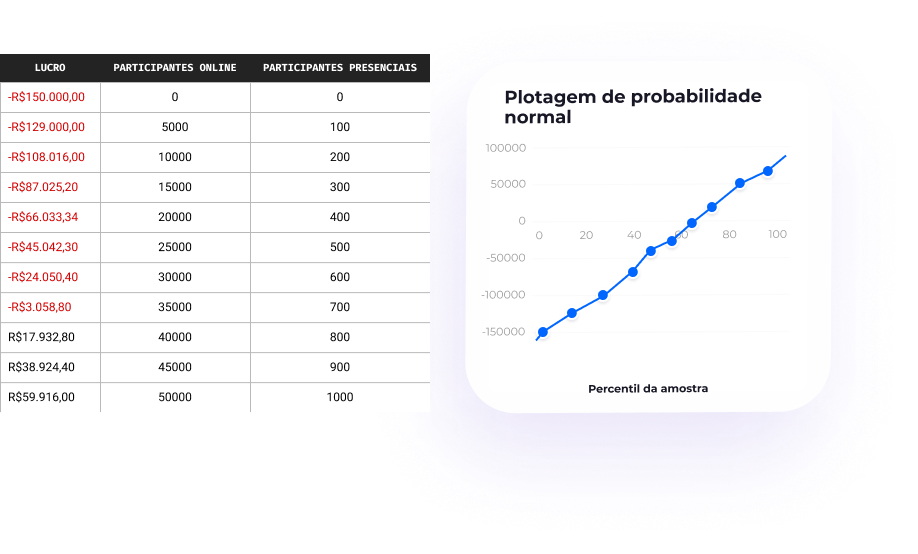 LUCRO PARTICIPANTES ONLINE PARTICIPANTES PRESENCIAIS
-R$150.000,00 0 0
-R$129.000,00 5000 100
-R$108.016,00 10000 200
-R$87.025,20 15000 300
-R$66.033,34 20000 400
-R$45.042,30 25000 500
-R$24.050,40 30000 600
-R$3.058,80 35000 700
R$17.932,80 40000 800
R$38.924,40 45000 900
R$59.916,00 50000 1000
Plotagem de probabilidade
normal
100000
50000
0
0 20 40 60 80 100
-50000
-100000
-150000
Percentil da amostra